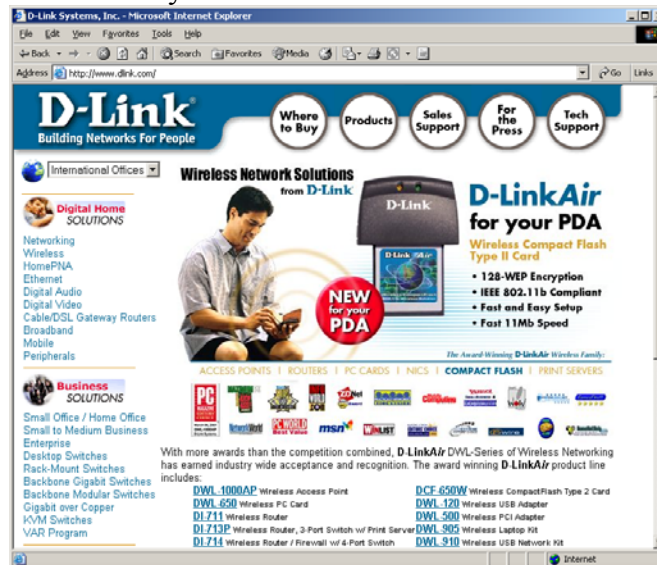 D-Link Systems, Inc. - Microsoft Internet Explorer
File Edit View Favorites Tools Help
Back Search Favorites Media
Address http://www.dlink.com/ Go Links
D-Link
Building Networks For People
Where to Buy
Products
Sales Support
For the Press
Tech Support
International Offices
Wireless Network Solutions
from D-Link
D-Link
D-Link Air
NEW for your PDA
D-LinkAir
for your PDA
Wireless Compact Flash
Type II Card
• 128-WEP Encryption
• IEEE 802.11b Compliant
• Fast and Easy Setup
• Fast 11Mb Speed
The Award-Winning D-LinkAir Wireless Family:
ACCESS POINTS | ROUTERS | PC CARDS | NICS | COMPACT FLASH | PRINT SERVERS
Digital Home
SOLUTIONS
Networking
Wireless
HomePNA
Ethernet
Digital Audio
Digital Video
Cable/DSL Gateway Routers
Broadband
Mobile
Peripherals
Business
SOLUTIONS
Small Office / Home Office
Small to Medium Business
Enterprise
Desktop Switches
Rack-Mount Switches
Backbone Gigabit Switches
Backbone Modular Switches
Gigabit over Copper
KVM Switches
VAR Program
PC
ZDNet
NetworkWorld
PC WORLD
Best Value
msn
WINLIST
With more awards than the competition combined, D-LinkAir DWL-Series of Wireless Networking
has earned industry wide acceptance and recognition. The award winning D-LinkAir product line
includes:
DWL-1000AP Wireless Access Point
DWL-650 Wireless PC Card
DI-711 Wireless Router
DI-713P Wireless Router, 3-Port Switch w/ Print Server
DI-714 Wireless Router / Firewall w/ 4-Port Switch
DCF-650W Wireless CompactFlash Type 2 Card
DWL-120 Wireless USB Adapter
DWL-500 Wireless PCI Adapter
DWL-905 Wireless Laptop Kit
DWL-910 Wireless USB Network Kit
Internet